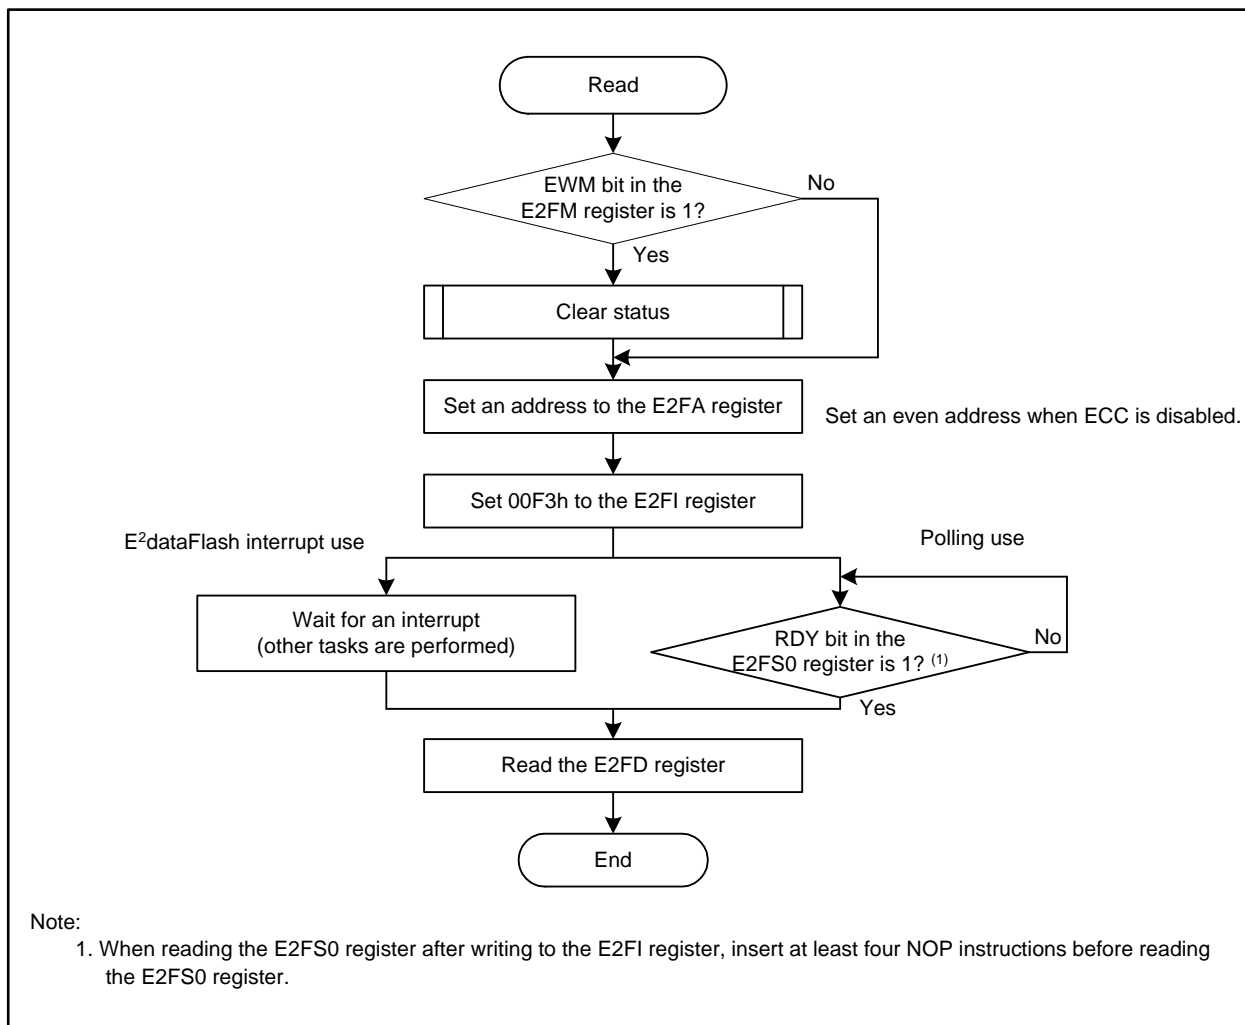 Read
EWM bit in the
E2FM register is 1?
No
Yes
Clear status
Set an address to the E2FA register
Set an even address when ECC is disabled.
Set 00F3h to the E2FI register
E²dataFlash interrupt use
Polling use
Wait for an interrupt
(other tasks are performed)
RDY bit in the
E2FS0 register is 1? (1)
No
Yes
Read the E2FD register
End
Note:
1. When reading the E2FS0 register after writing to the E2FI register, insert at least four NOP instructions before reading
the E2FS0 register.